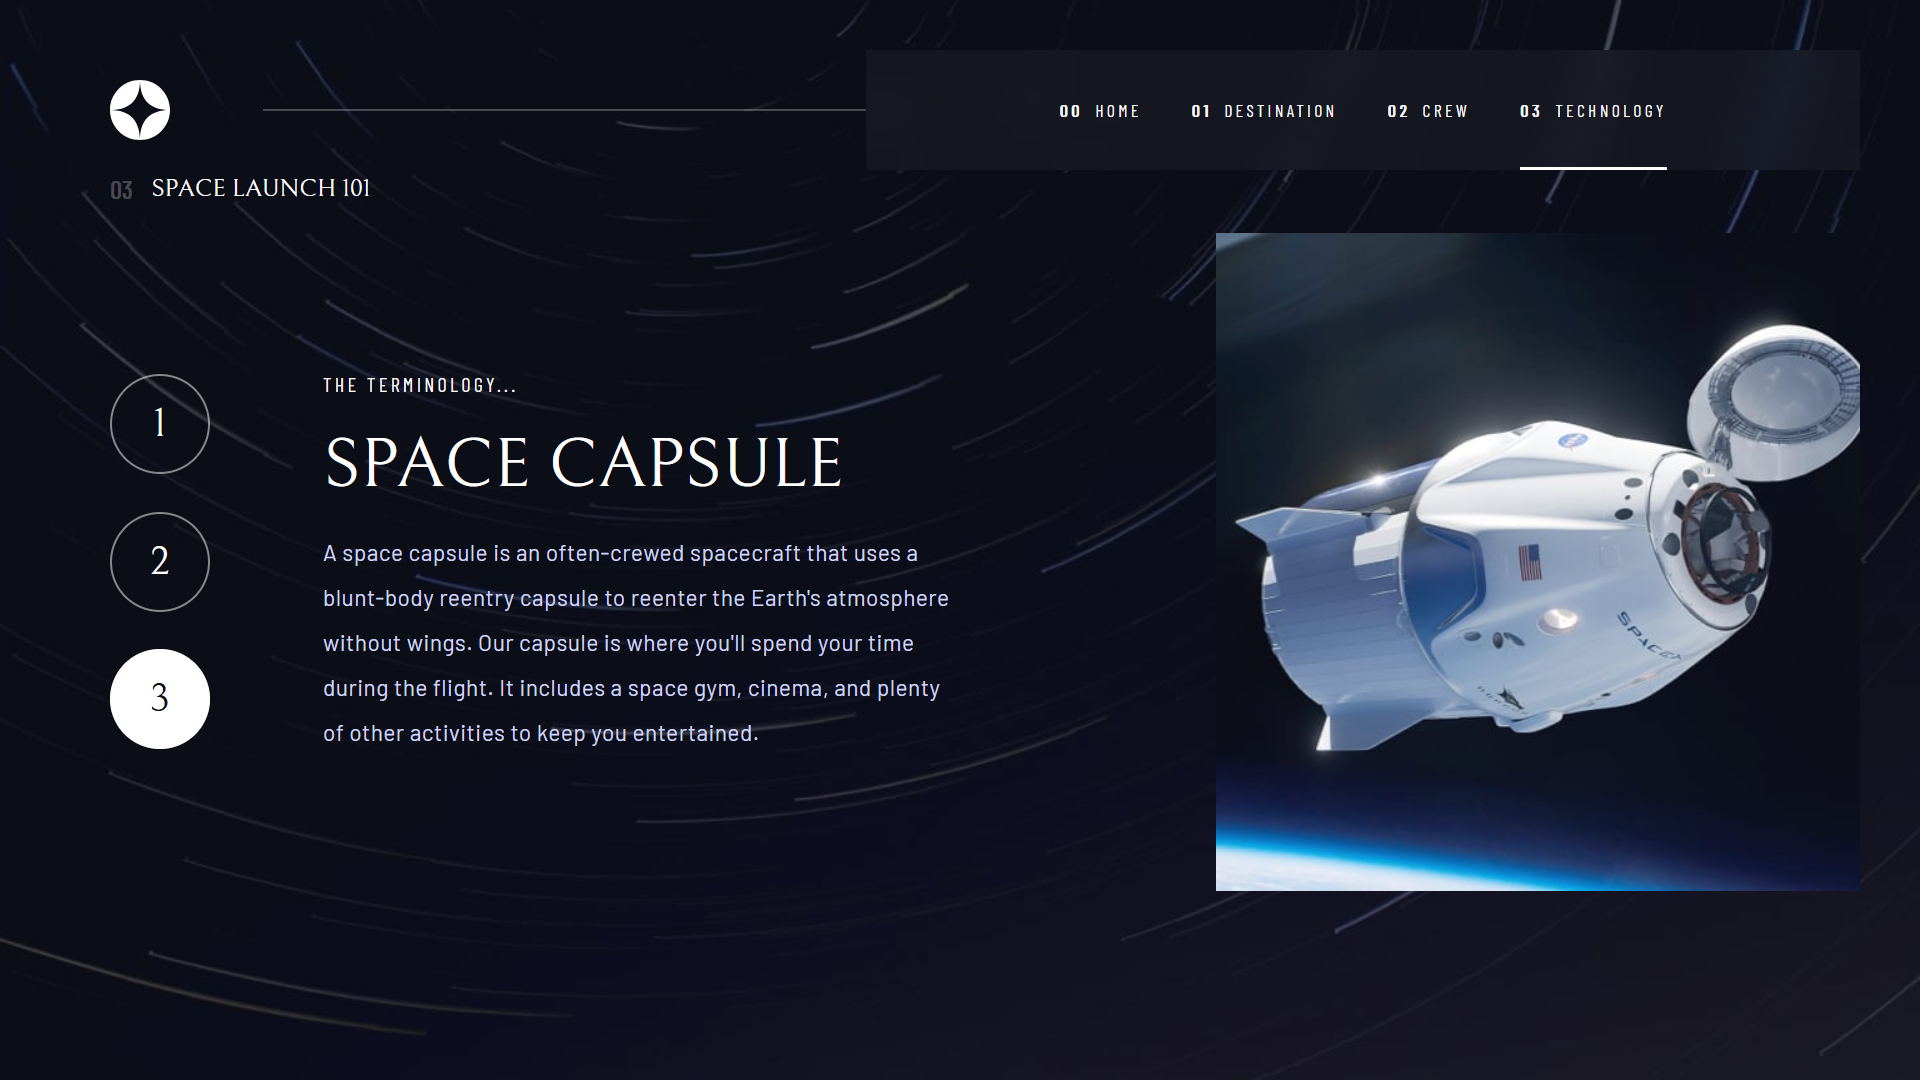 00 HOME 01 DESTINATION 02 CREW 03 TECHNOLOGY
03 SPACE LAUNCH 101
1
2
3
THE TERMINOLOGY...
SPACE CAPSULE
A space capsule is an often-crewed spacecraft that uses a
blunt-body reentry capsule to reenter the Earth's atmosphere
without wings. Our capsule is where you'll spend your time
during the flight. It includes a space gym, cinema, and plenty
of other activities to keep you entertained.
NASA
SPACEX